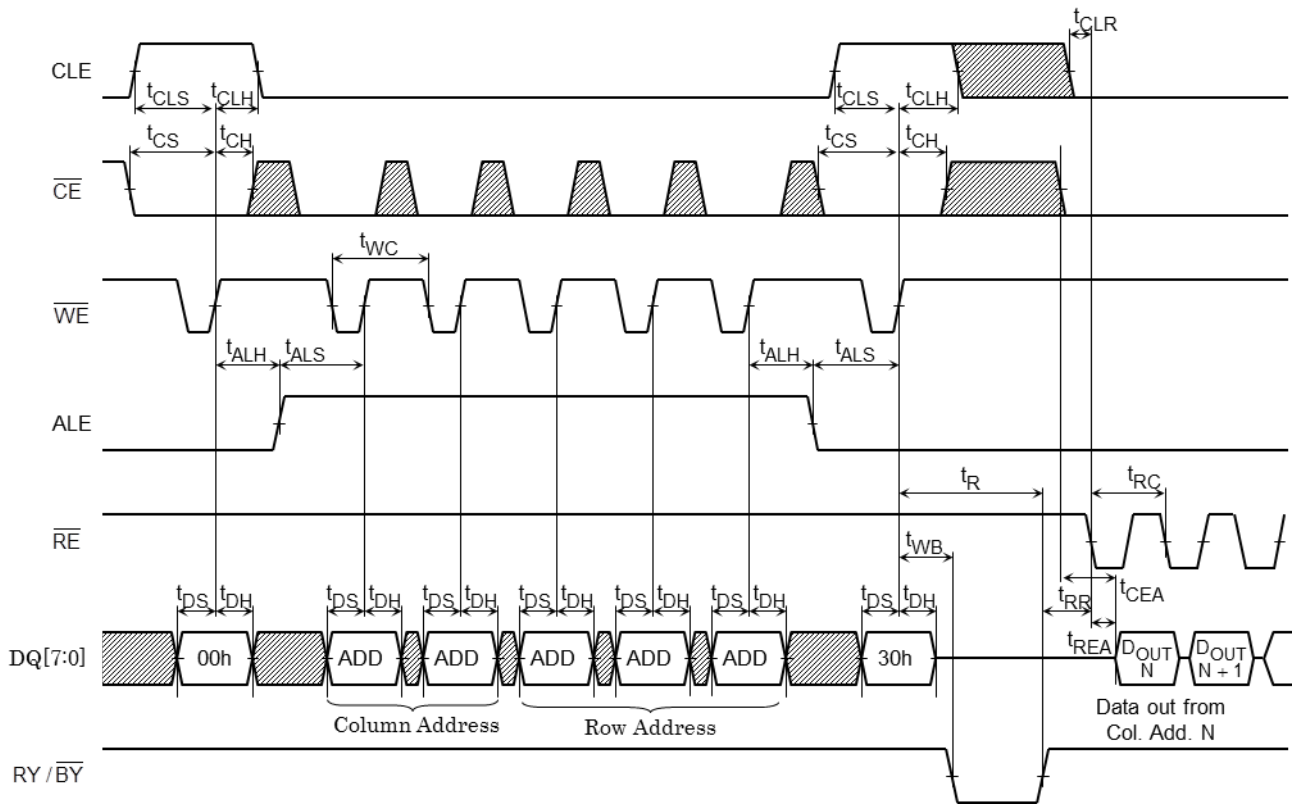 tCLR
CLE
tCLS tCLH tCLS tCLH
tCS tCH tCS tCH
CE
tWC
WE
tALH tALS tALH tALS
ALE
tR tRC
RE
tWB
tDS tDH tDS tDH tDS tDH tDS tDH tDS tDH tDS tDH tDS tDH tRR tCEA
DQ[7:0] 00h ADD ADD ADD ADD ADD 30h tREA DOUT N DOUT N + 1
Column Address Row Address Data out from
Col. Add. N
RY / BY